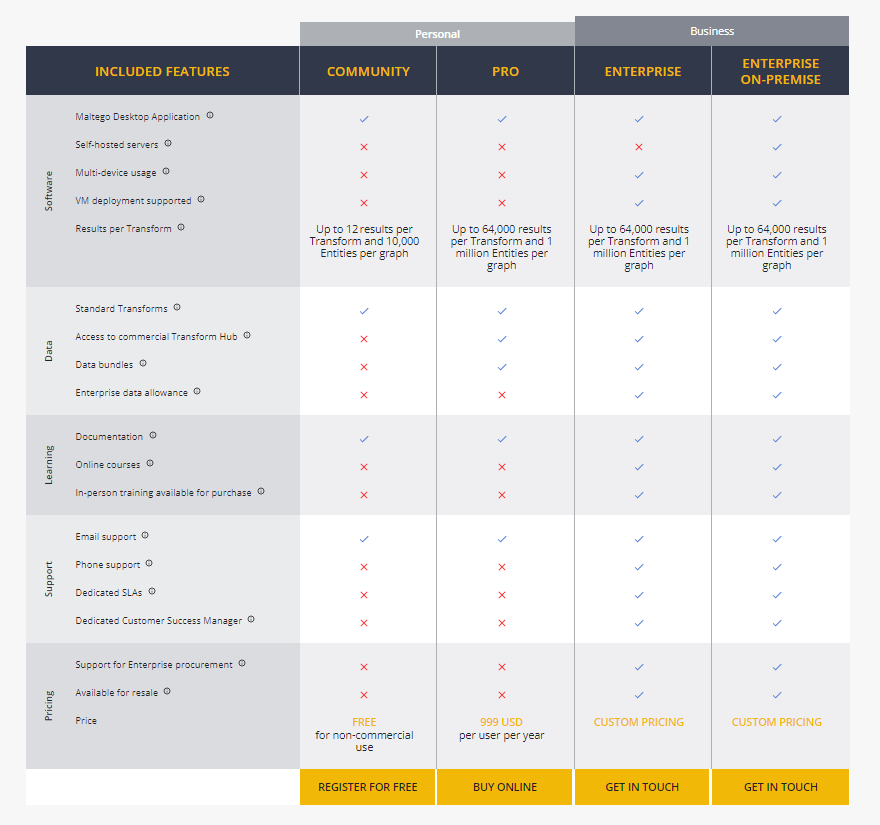 Personal
Business
INCLUDED FEATURES
COMMUNITY
PRO
ENTERPRISE
ENTERPRISE
ON-PREMISE
Software
Maltego Desktop Application
Self-hosted servers
Multi-device usage
VM deployment supported
Results per Transform
Up to 12 results per
Transform and 10,000
Entities per graph
Up to 64,000 results
per Transform and 1
million Entities per
graph
Up to 64,000 results
per Transform and 1
million Entities per
graph
Up to 64,000 results
per Transform and 1
million Entities per
graph
Data
Standard Transforms
Access to commercial Transform Hub
Data bundles
Enterprise data allowance
Learning
Documentation
Online courses
In-person training available for purchase
Support
Email support
Phone support
Dedicated SLAs
Dedicated Customer Success Manager
Pricing
Support for Enterprise procurement
Available for resale
Price
FREE
for non-commercial
use
999 USD
per user per year
CUSTOM PRICING
CUSTOM PRICING
REGISTER FOR FREE
BUY ONLINE
GET IN TOUCH
GET IN TOUCH